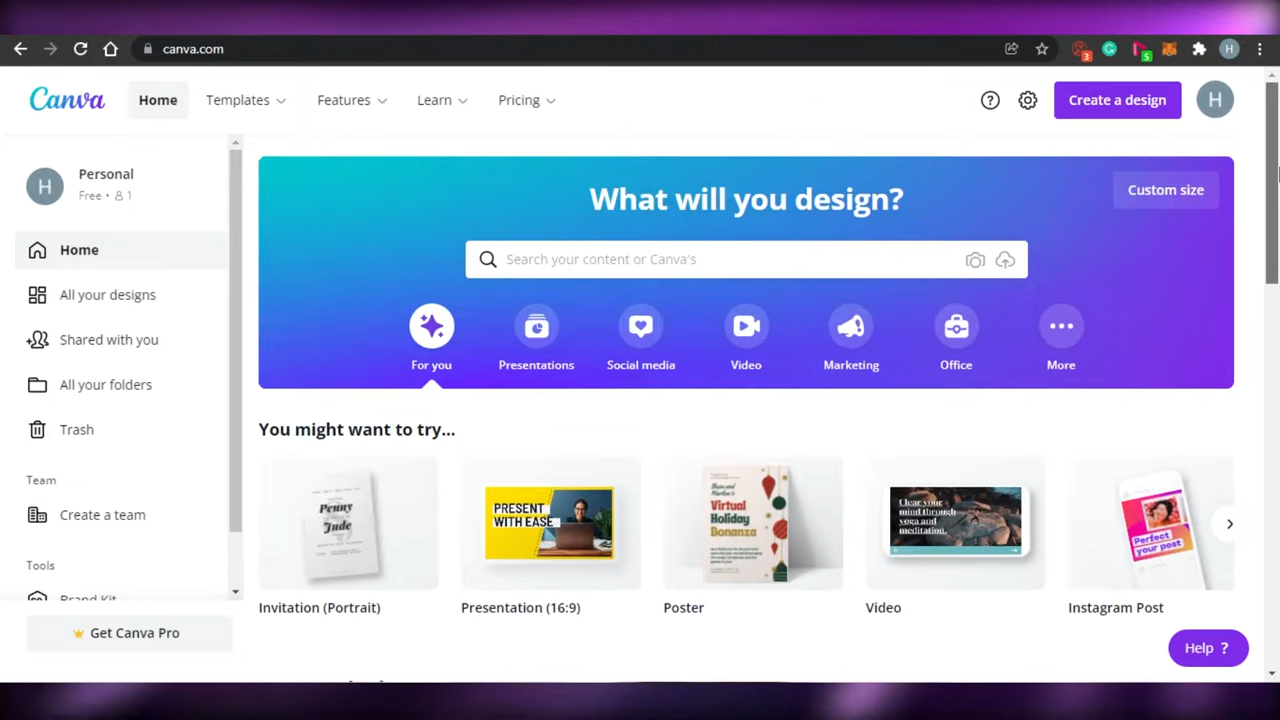 canva.com
3
5
H
Canva
Home
Templates
Features
Learn
Pricing
Create a design
H
H
Personal
Free • 1
Home
All your designs
Shared with you
All your folders
Trash
Team
Create a team
Tools
Brand Kit
Get Canva Pro
What will you design?
Custom size
Search your content or Canva's
For you
Presentations
Social media
Video
Marketing
Office
More
You might want to try...
Penny
Jude
PRESENT
WITH EASE
Virtual
Holiday
Bonanza
Clear your
mind through
yoga and
meditation.
Perfect
your post
Invitation (Portrait)
Presentation (16:9)
Poster
Video
Instagram Post
Help ?